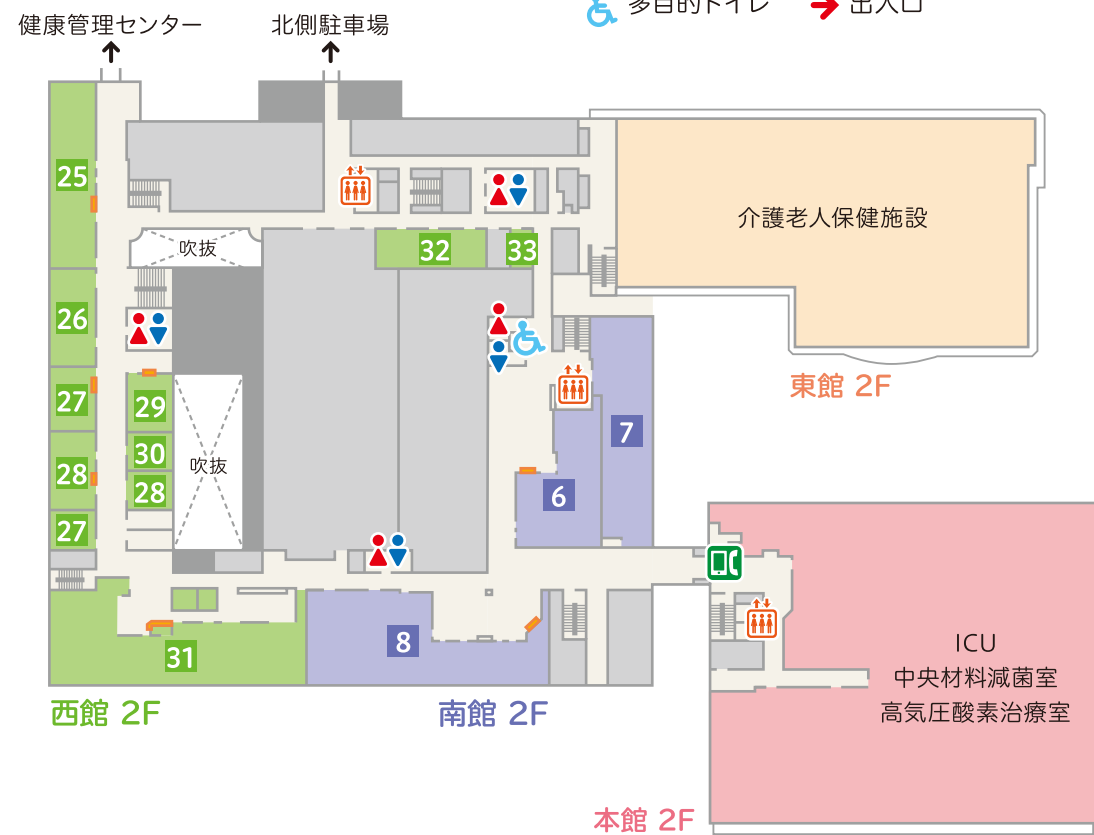 多目的トイレ
出入口
健康管理センター
北側駐車場
25
吹抜
32
33
介護老人保健施設
26
東館 2F
27
29
7
30
吹抜
28
28
6
27
8
31
ICU
中央材料減菌室
高気圧酸素治療室
西館 2F
南館 2F
本館 2F